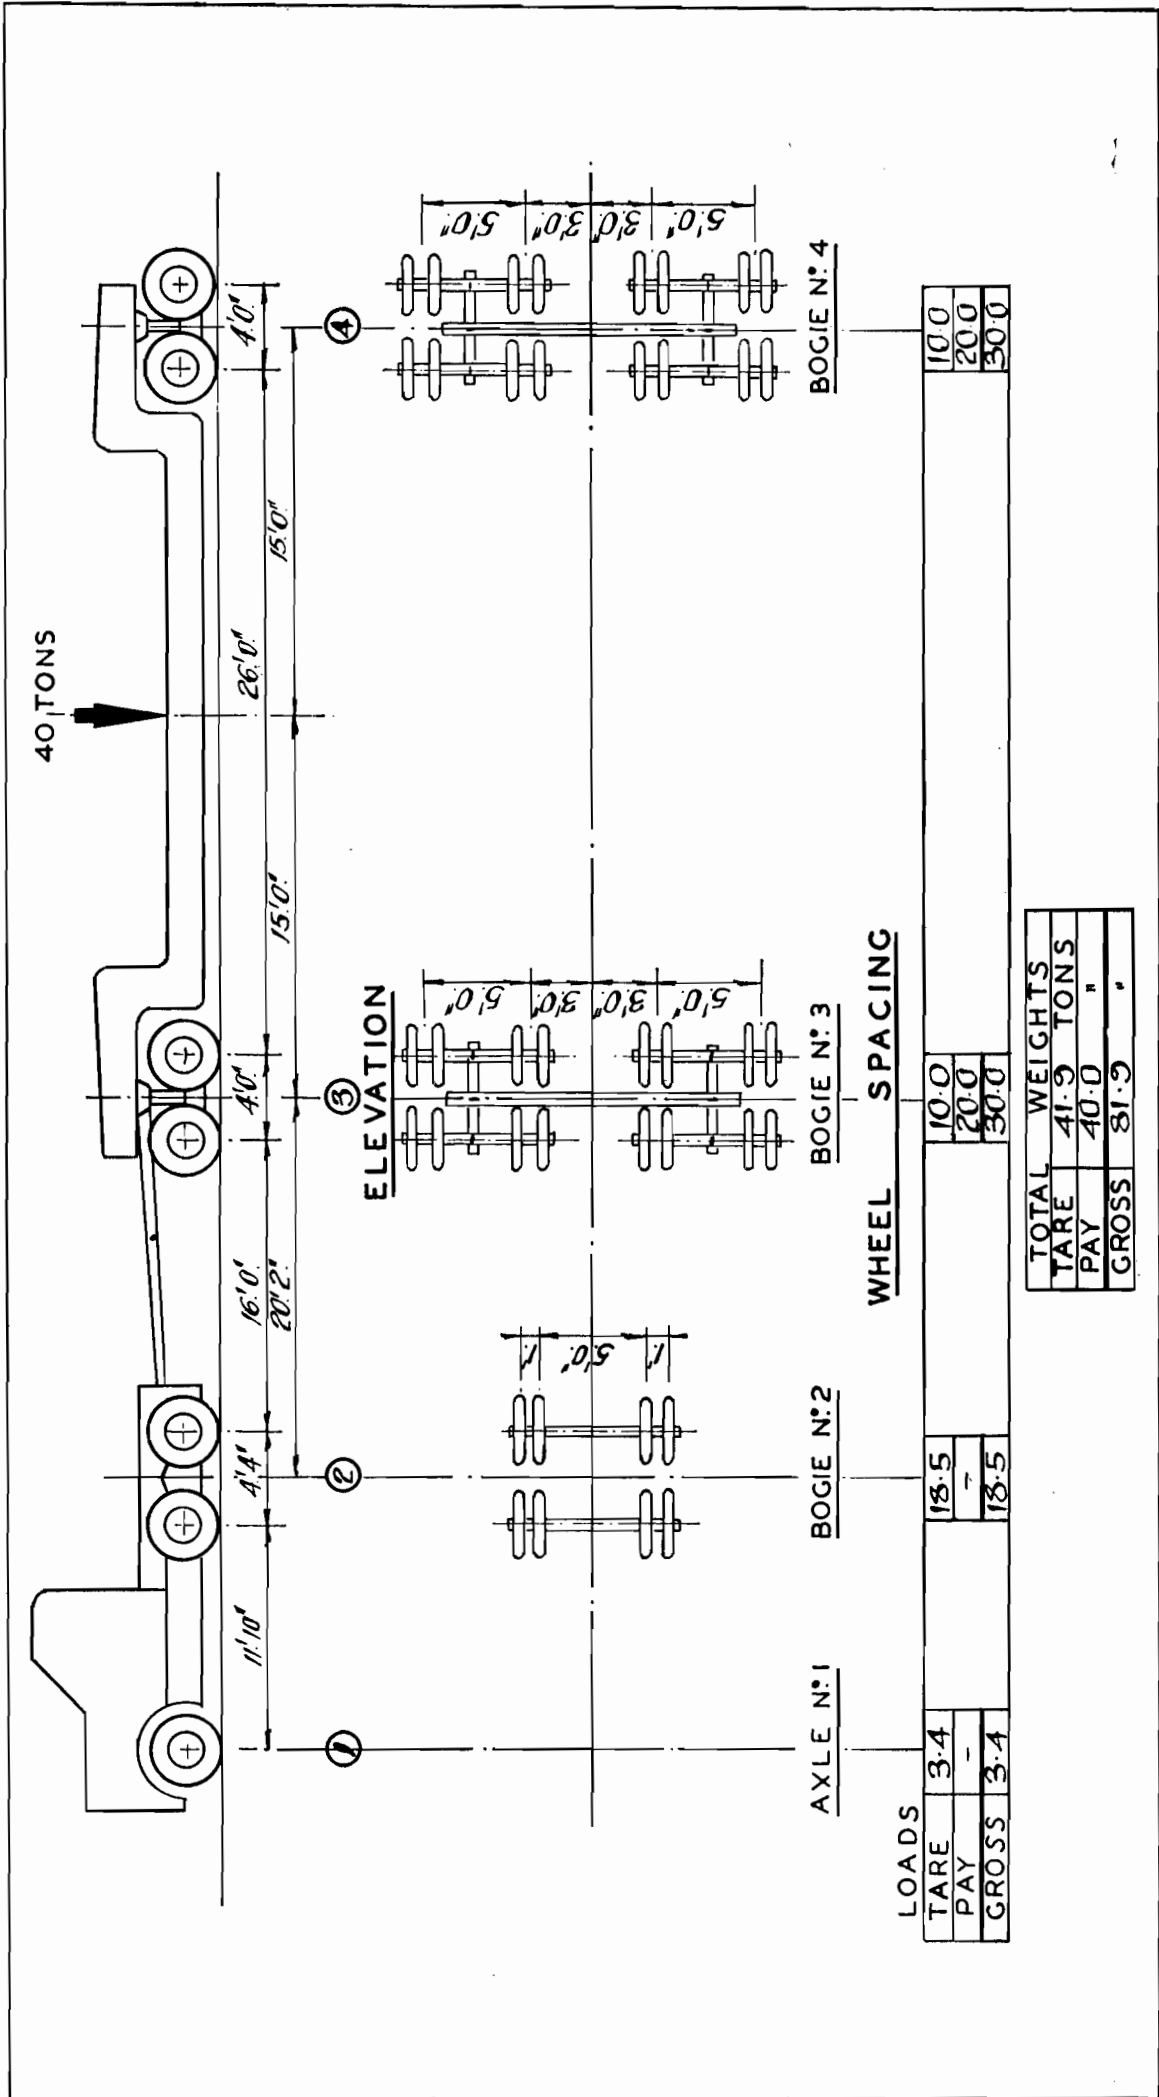 40 TONS
11'10"
4'4"
16'0"
4'0"
26'0"
4'0"
20'2"
15'0"
15'0"
1
2
3
4
ELEVATION
1'
5'0"
1'
5'0"
3'0"
3'0"
5'0"
5'0"
3'0"
3'0"
5'0"
AXLE Nº1
BOGIE Nº2
BOGIE Nº3
BOGIE Nº4
WHEEL SPACING
LOADS
TARE 3.4 18.5 10.0 10.0
PAY - - 20.0 20.0
GROSS 3.4 18.5 30.0 30.0
TOTAL WEIGHTS
TARE 41.9 TONS
PAY 40.0 "
GROSS 81.9 "